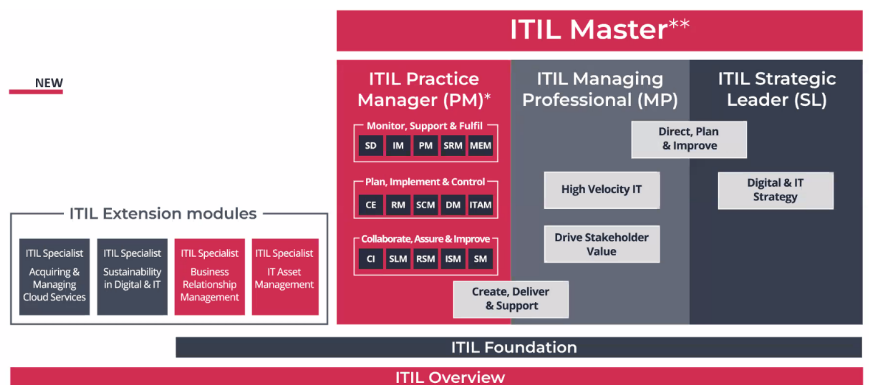 ITIL Master**
NEW
ITIL Practice
Manager (PM)*
Monitor, Support & Fulfil
SD IM PM SRM MEM
Plan, Implement & Control
CE RM SCM DM ITAM
Collaborate, Assure & Improve
CI SLM RSM ISM SM
ITIL Managing
Professional (MP)
ITIL Strategic
Leader (SL)
Direct, Plan
& Improve
High Velocity IT
Digital & IT
Strategy
Drive Stakeholder
Value
Create, Deliver
& Support
ITIL Extension modules
ITIL Specialist
Acquiring &
Managing
Cloud Services
ITIL Specialist
Sustainability
in Digital & IT
ITIL Specialist
Business
Relationship
Management
ITIL Specialist
IT Asset
Management
ITIL Foundation
ITIL Overview